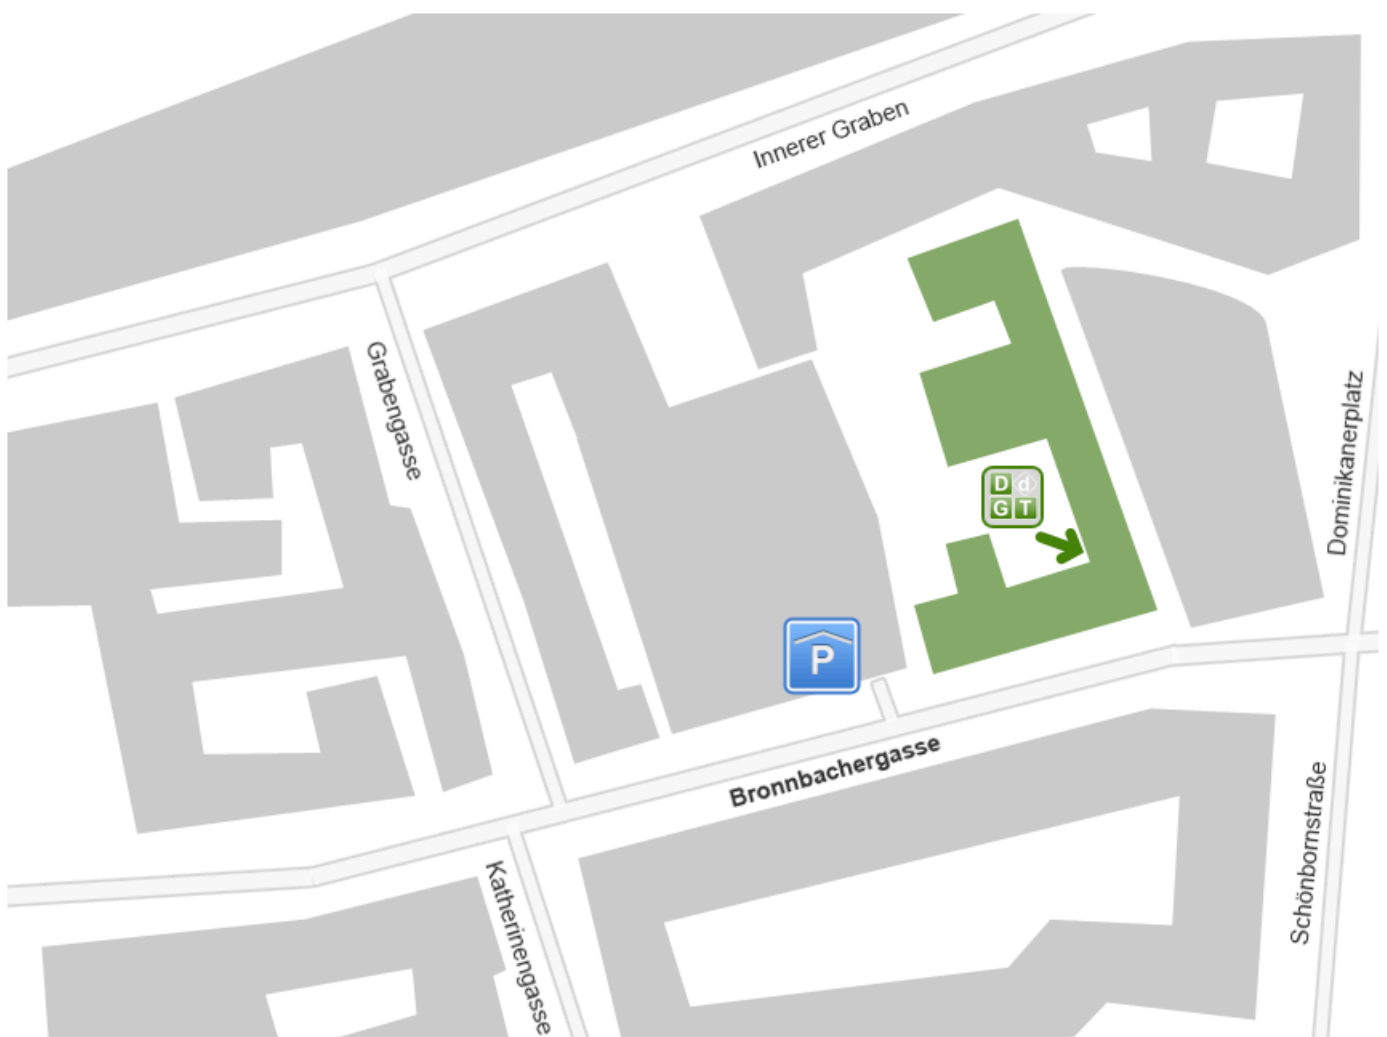 Innerer Graben
Grabengasse
Dominikanerplatz
D d
G T
P
Bronnbachergasse
Schönbornstraße
Katherinengasse